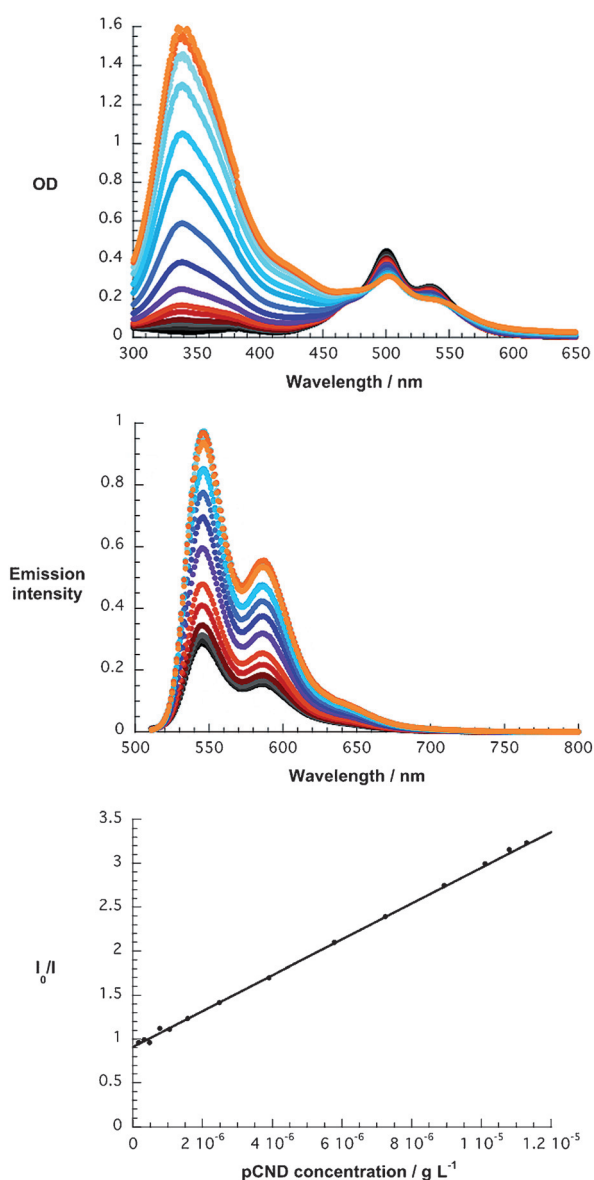 1.6
1.4
1.2
1
0.8
0.6
0.4
0.2
0
OD
300 350 400 450 500 550 600 650
Wavelength / nm
1
0.8
0.6
0.4
0.2
0
Emission
intensity
500 550 600 650 700 750 800
Wavelength / nm
3.5
3
2.5
2
1.5
1
0.5
0
I₀/I
0 2 10⁻⁶ 4 10⁻⁶ 6 10⁻⁶ 8 10⁻⁶ 1 10⁻⁵ 1.2 10⁻⁵
pCND concentration / g L⁻¹